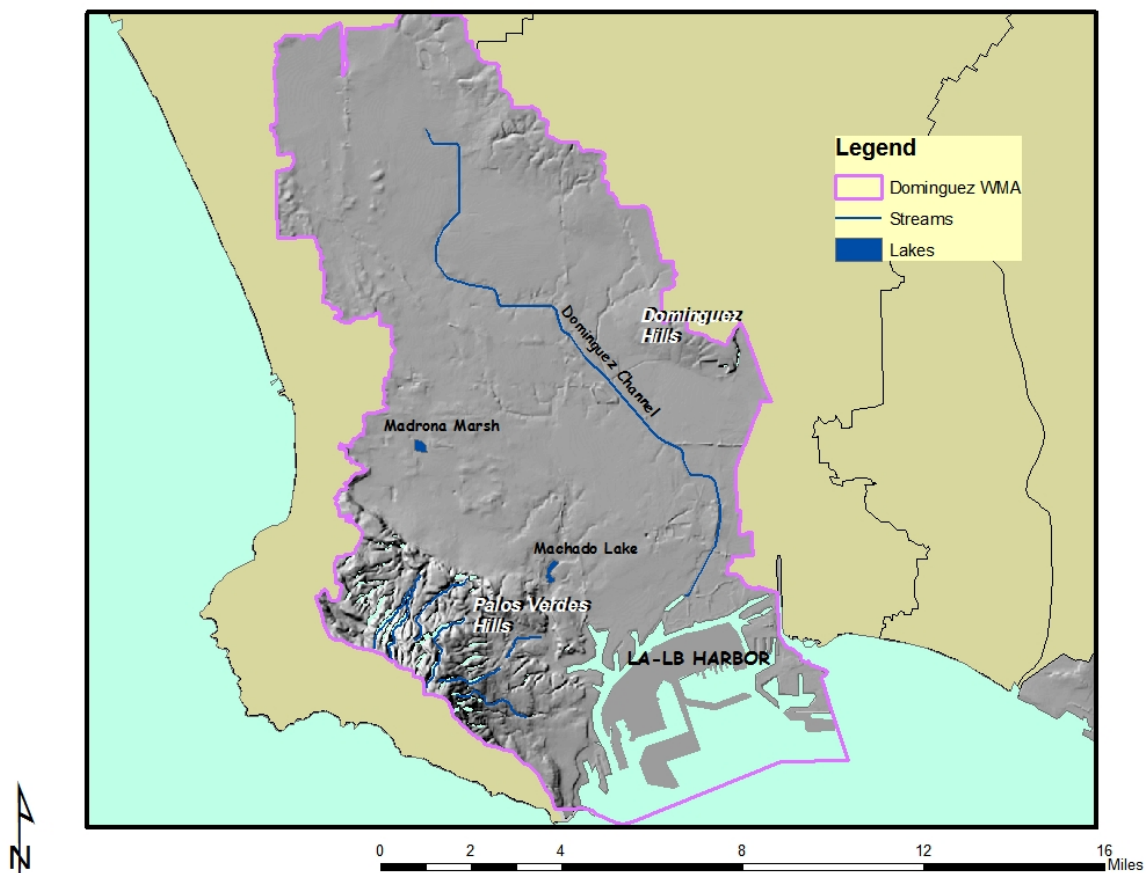 Legend
Dominguez WMA
Streams
Lakes
Dominguez
Hills
Dominguez Channel
Madrona Marsh
Machado Lake
Palos Verdes
Hills
LA-LB HARBOR
N
0 2 4 8 12 16
Miles